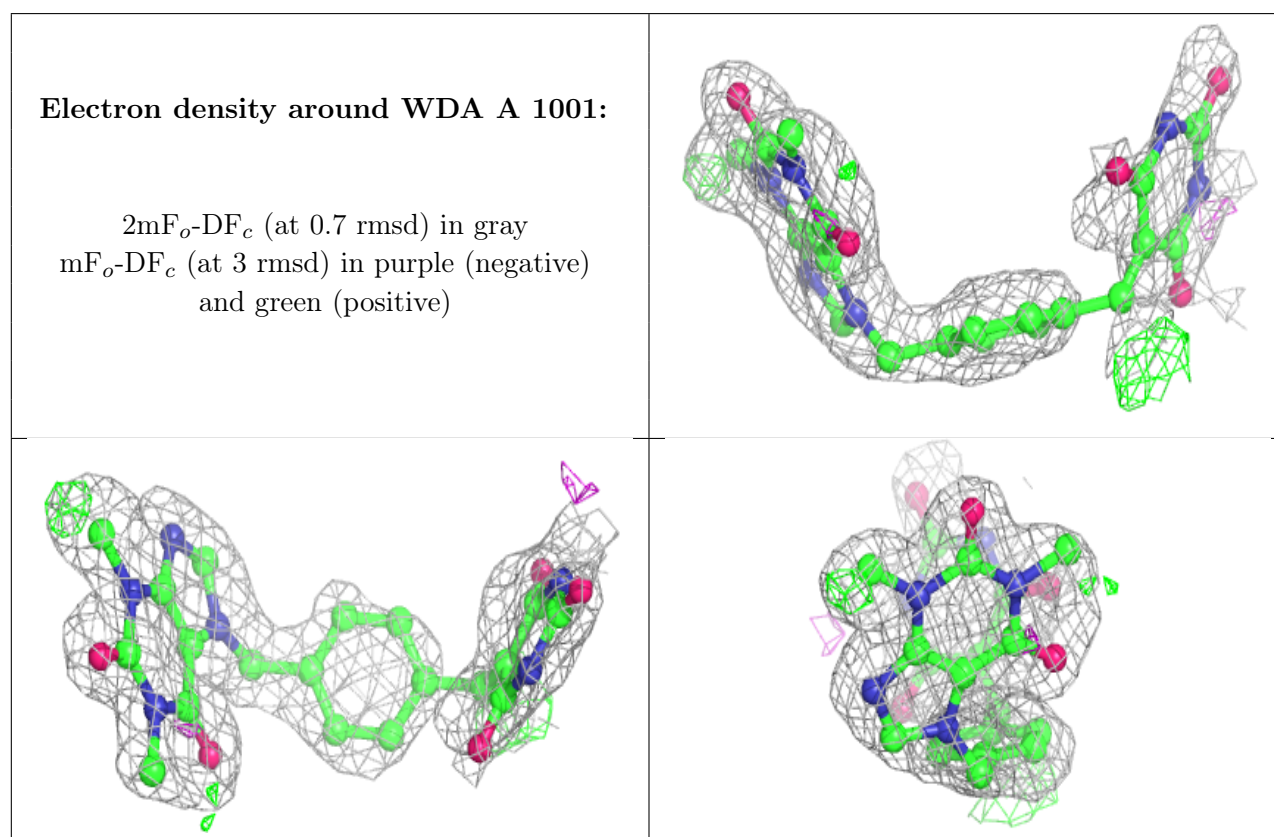 Electron density around WDA A 1001:
2mFo-DFc (at 0.7 rmsd) in gray
mFo-DFc (at 3 rmsd) in purple (negative)
and green (positive)